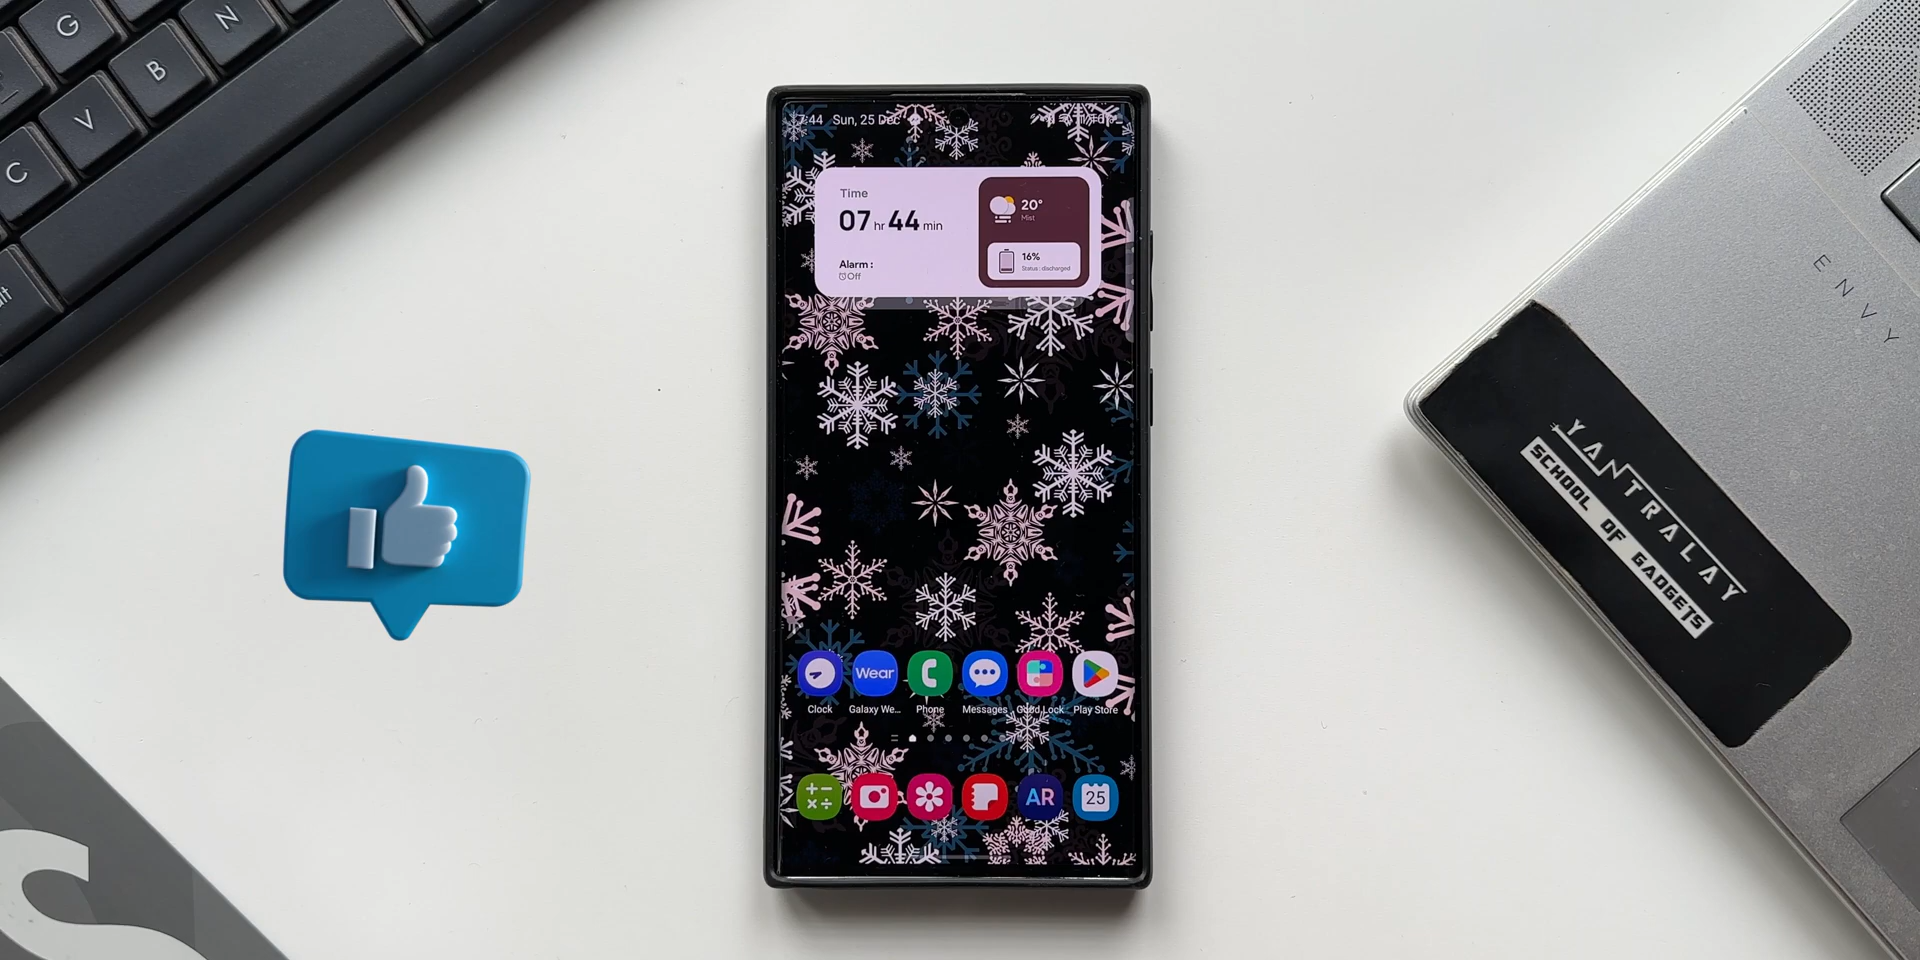 G
N
B
V
C
7:44 Sun, 25 Dec
Time
07 hr 44 min
Alarm :
Off
20°
Mist
16%
Status : discharged
ENVY
YANTRALAY
SCHOOL OF GADGETS
Wear
Clock Galaxy We... Phone Messages Good Lock Play Store
AR
25
S